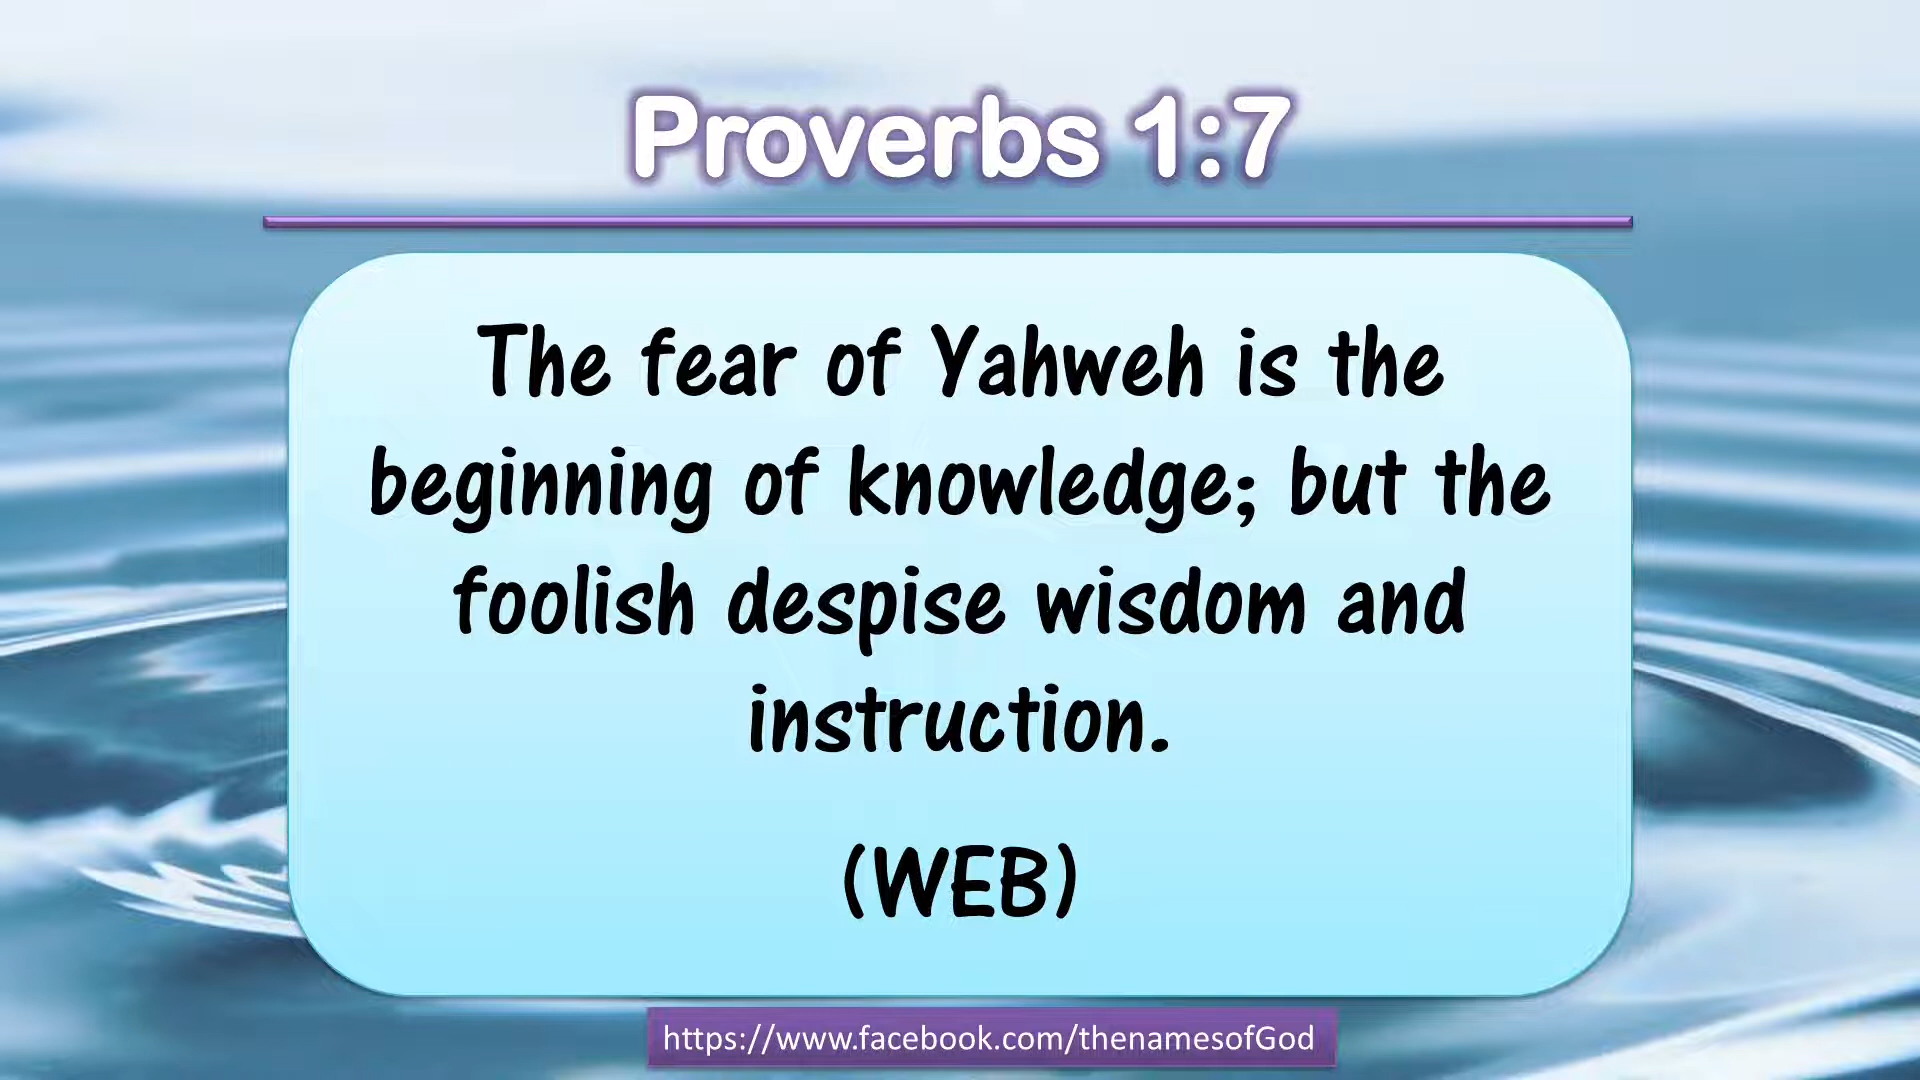 Proverbs 1:7
The fear of Yahweh is the
beginning of knowledge; but the
foolish despise wisdom and
instruction.
(WEB)
https://www.facebook.com/thenamesofGod